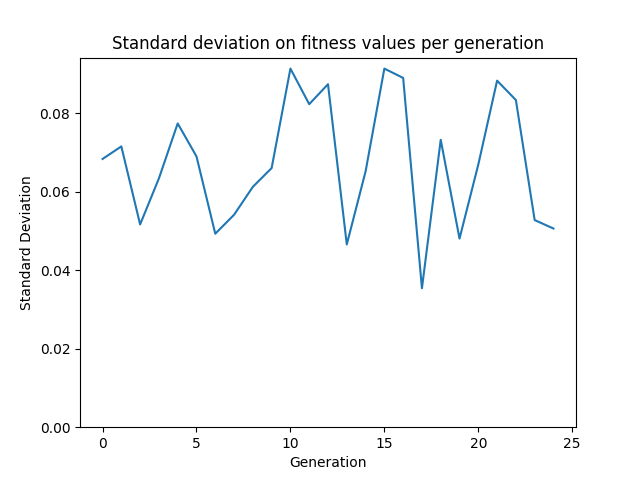 Standard deviation on fitness values per generation
Standard Deviation
0.08
0.06
0.04
0.02
0.00
0 5 10 15 20 25
Generation